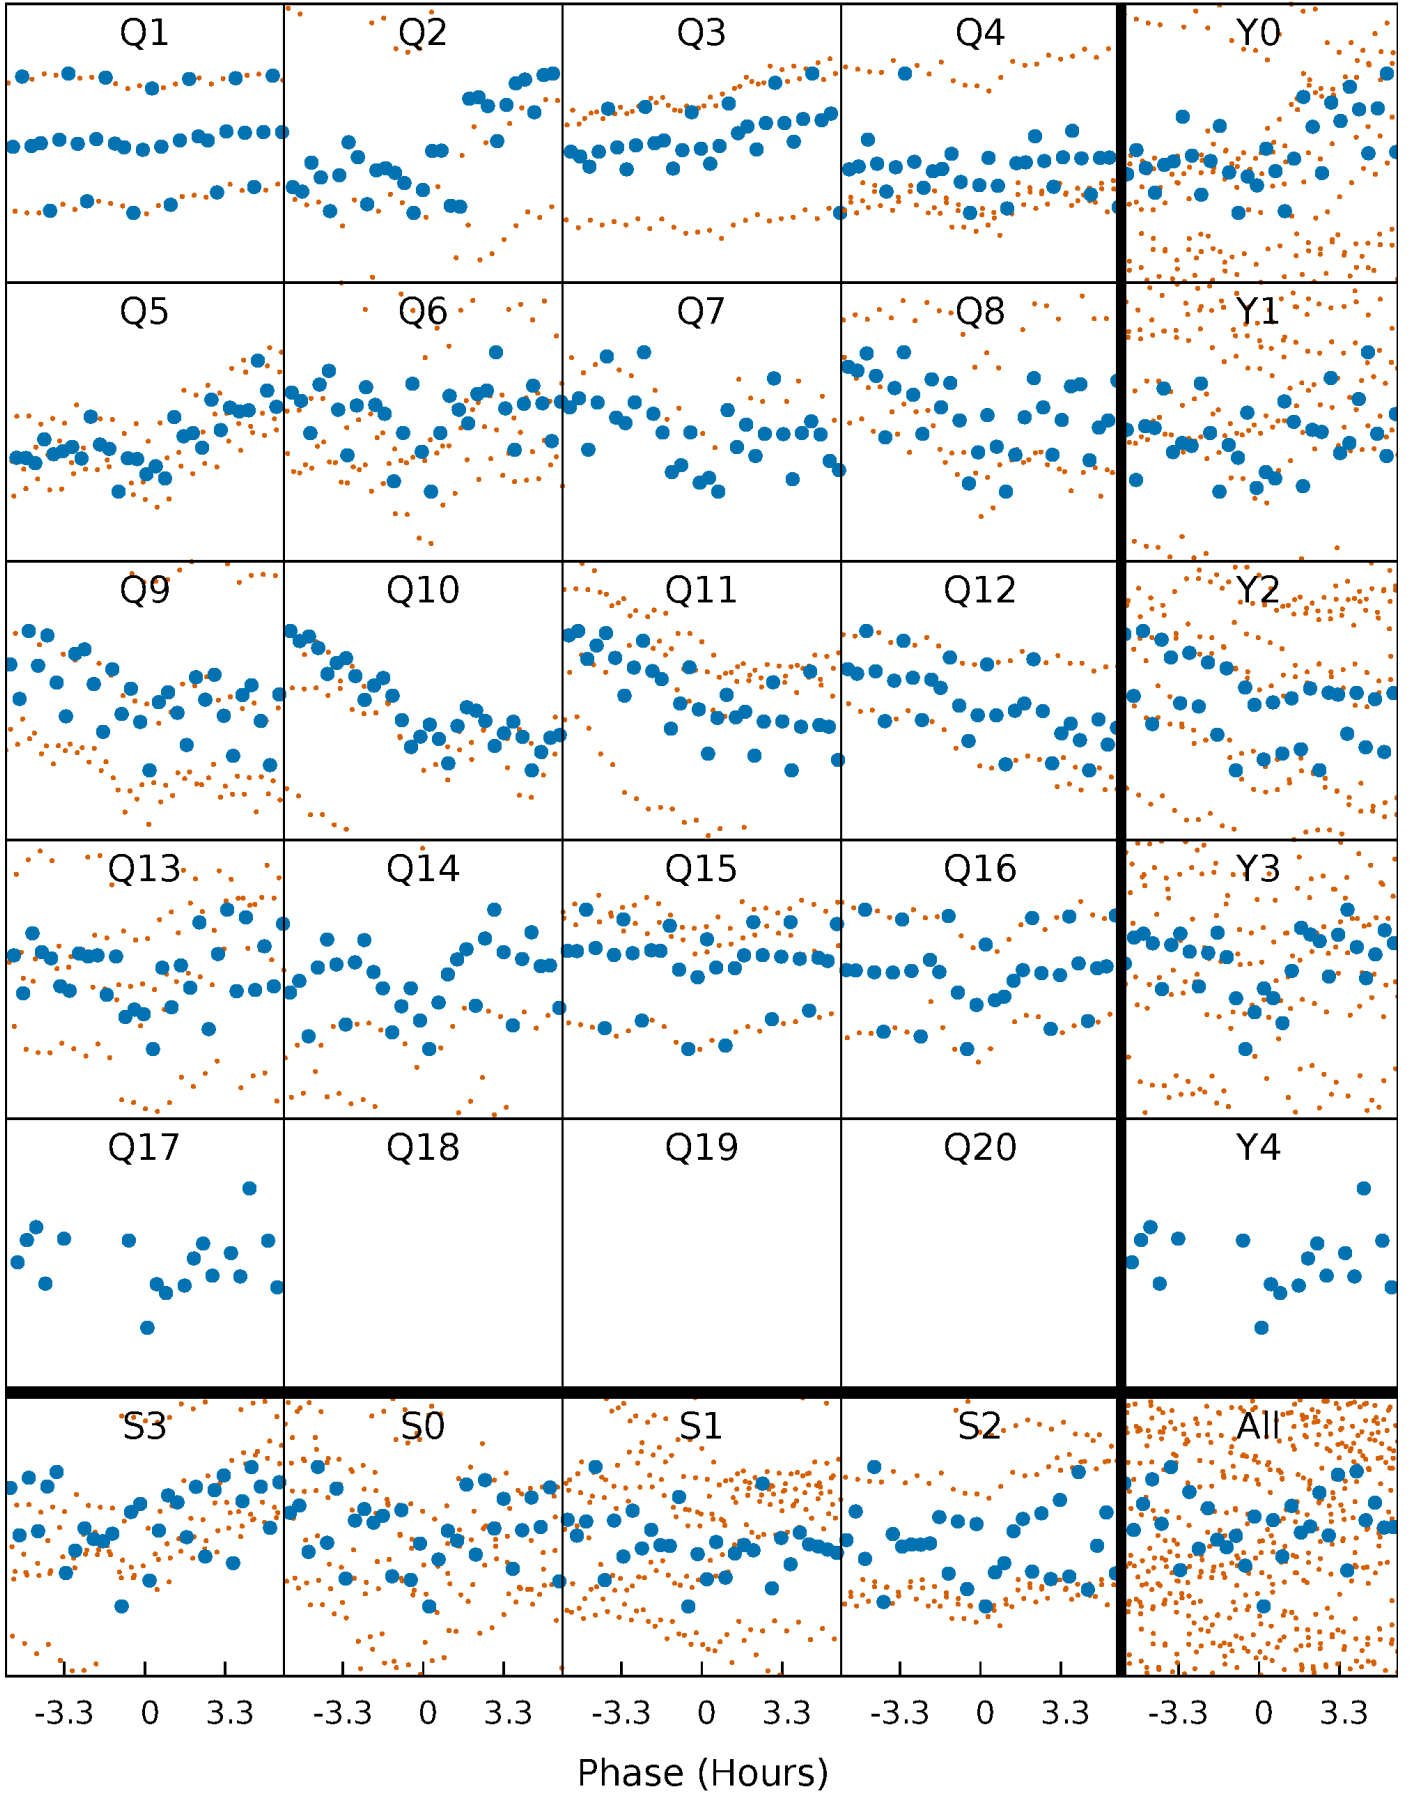 Q1 Q2 Q3 Q4 Y0
Q5 Q6 Q7 Q8 Y1
Q9 Q10 Q11 Q12 Y2
Q13 Q14 Q15 Q16 Y3
Q17 Q18 Q19 Q20 Y4
S3 S0 S1 S2 All
-3.3 0 3.3 -3.3 0 3.3 -3.3 0 3.3 -3.3 0 3.3 -3.3 0 3.3
Phase (Hours)